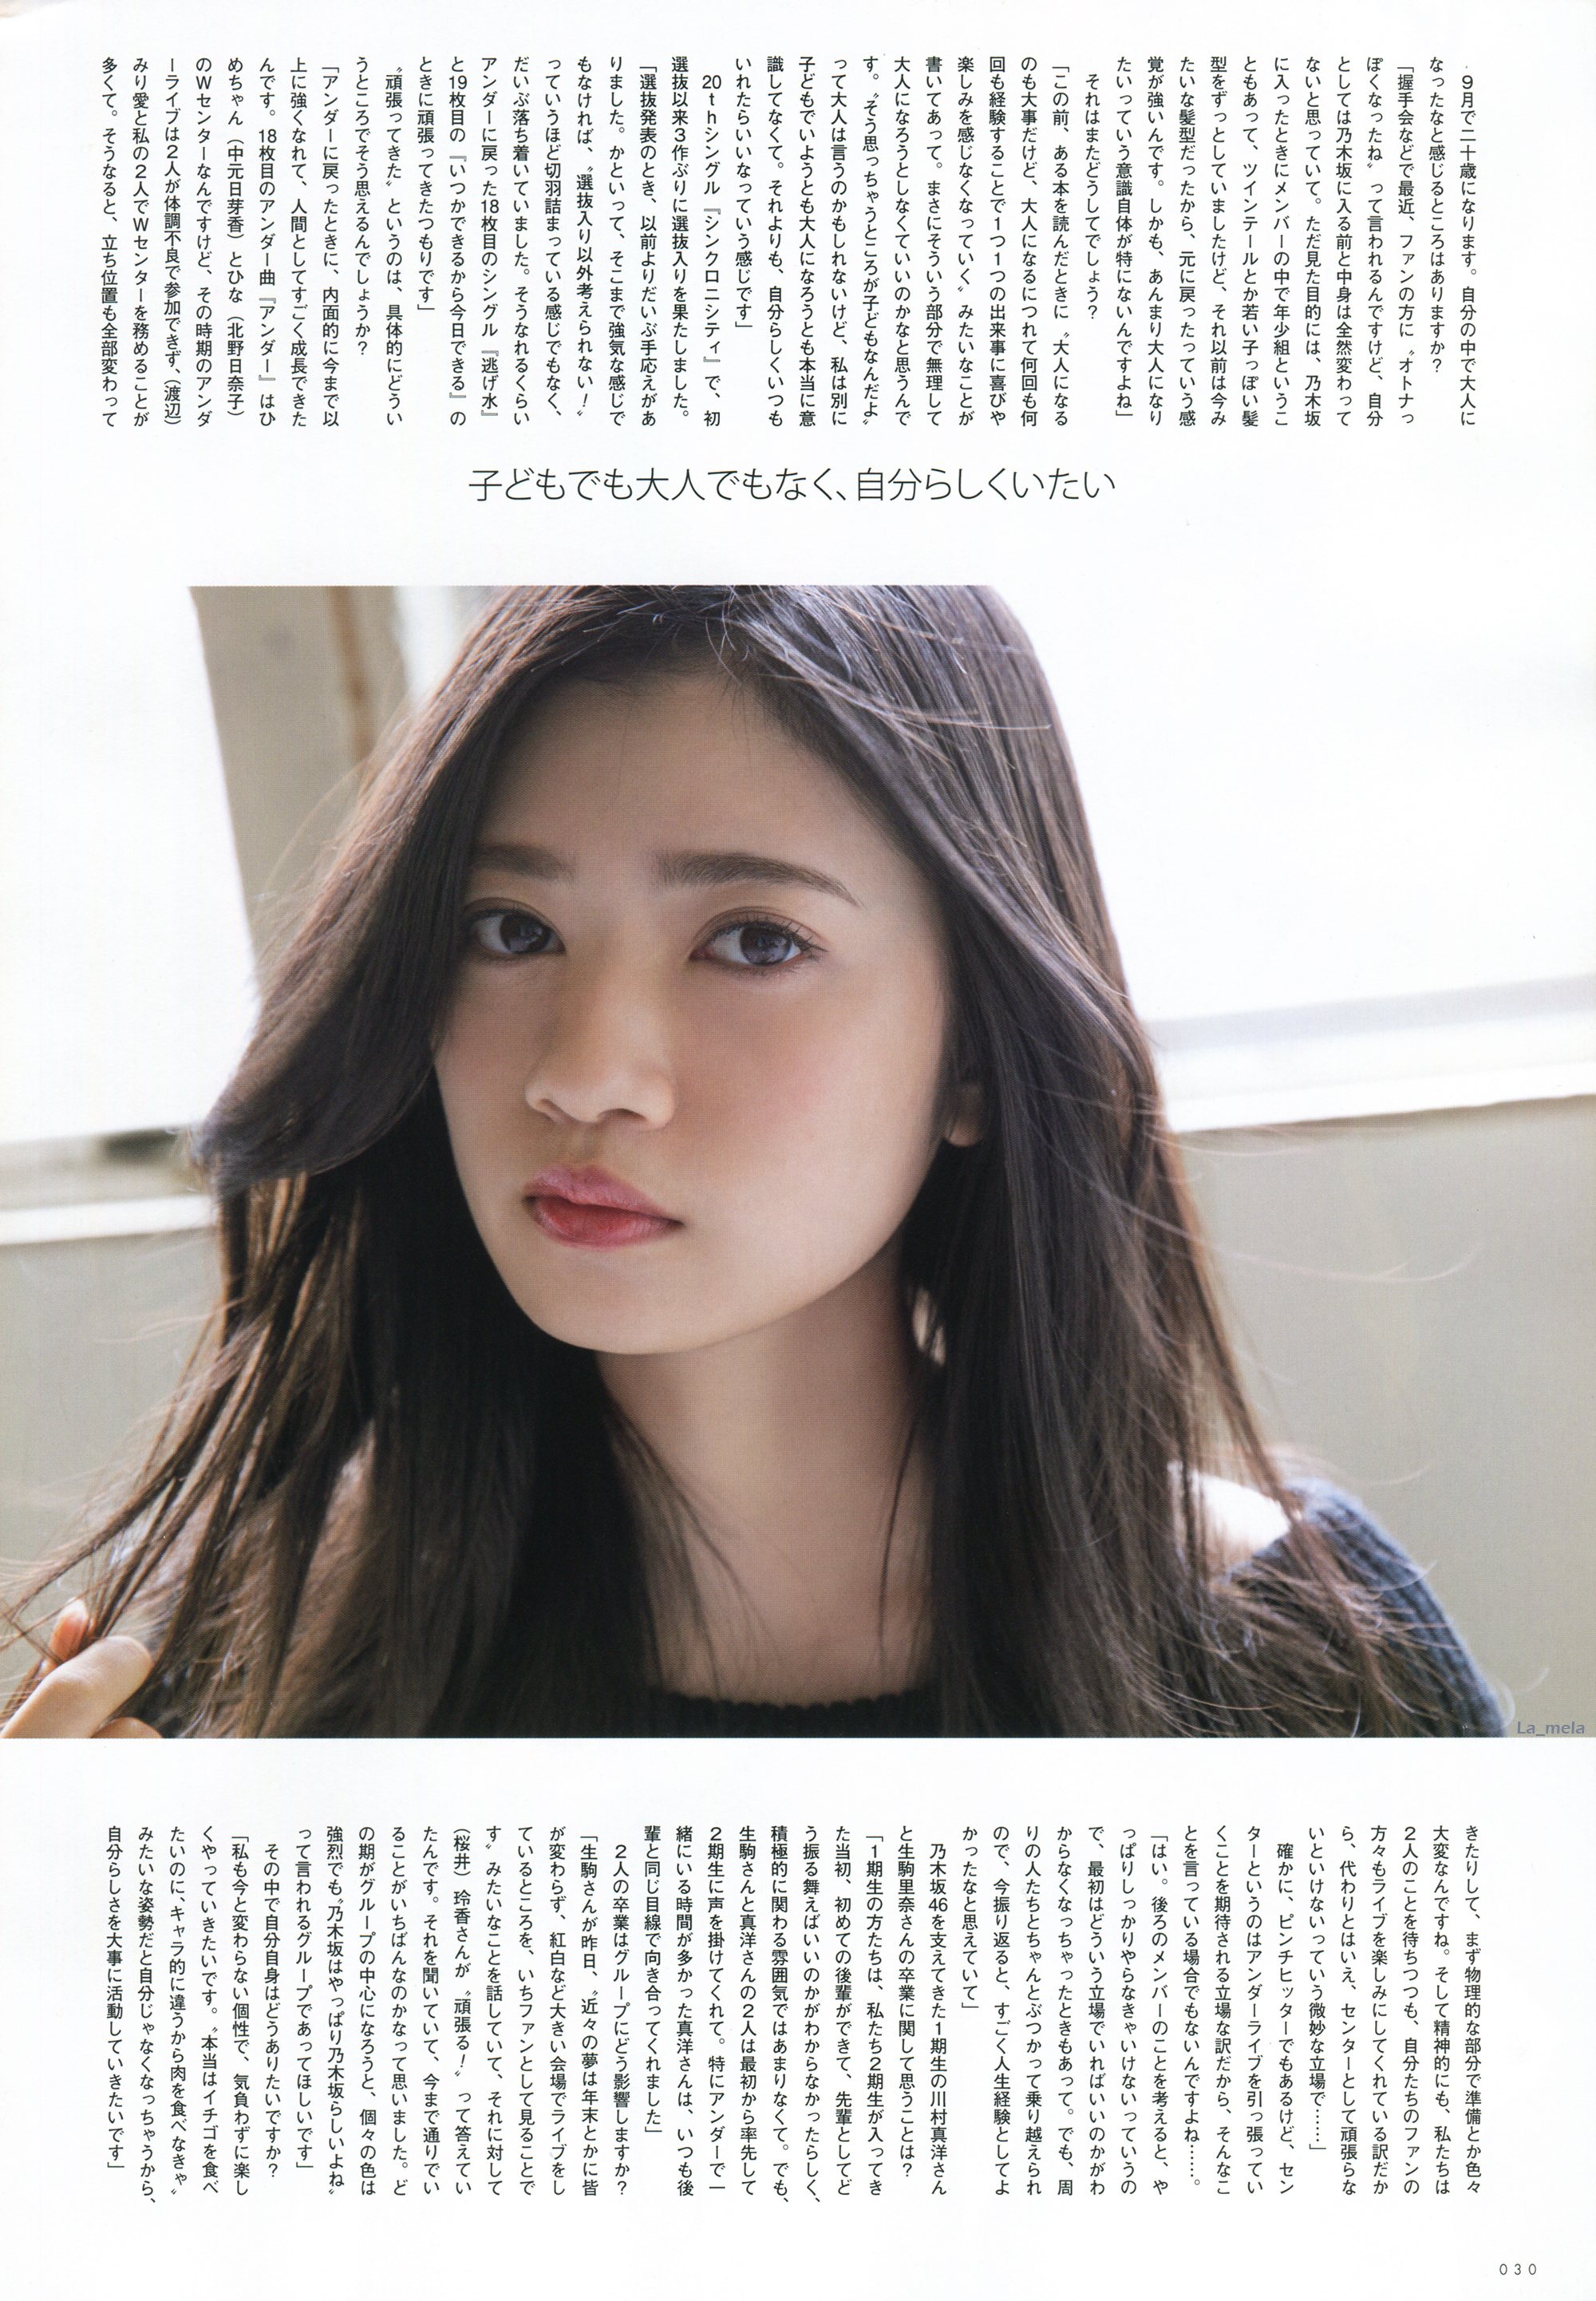 ９月で二十歳になります。自分の中で大人に
なったなと感じるところはありますか？
「握手会などで最近、ファンの方に〝オトナっ
ぽくなったね〟って言われるんですけど、自分
としては乃木坂に入る前と中身は全然変わって
ないと思っていて。ただ見た目的には、乃木坂
に入ったときにメンバーの中で年少組というこ
ともあって、ツインテールとか若い子っぽい髪
型をずっとしていましたけど、それ以前は今み
たいな髪型だったから、元に戻ったっていう感
覚が強いんです。しかも、あんまり大人になり
たいっていう意識自体が特にないんですよね」
それはまたどうしてでしょう？
「この前、ある本を読んだときに〝大人になる
のも大事だけど、大人になるにつれて何回も何
回も経験することで１つ１つの出来事に喜びや
楽しみを感じなくなっていく〟みたいなことが
書いてあって。まさにそういう部分で無理して
大人になろうとしなくていいのかなと思うんで
す。〝そう思っちゃうところが子どもなんだよ〟
って大人は言うのかもしれないけど、私は別に
子どもでいようとも大人になろうとも本当に意
識してなくて。それよりも、自分らしくいつも
いれたらいいなっていう感じです」
20ｔｈシングル『シンクロニシティ』で、初
選抜以来３作ぶりに選抜入りを果たしました。
「選抜発表のとき、以前よりだいぶ手応えがあ
りました。かといって、そこまで強気な感じで
もなければ、〝選抜入り以外考えられない！〟
っていうほど切羽詰まっている感じでもなく、
だいぶ落ち着いていました。そうなれるくらい
アンダーに戻った18枚目のシングル『逃げ水』
と19枚目の『いつかできるから今日できる』の
ときに頑張ってきたつもりです」
〝頑張ってきた〟というのは、具体的にどうい
うところでそう思えるんでしょうか？
「アンダーに戻ったときに、内面的に今まで以
上に強くなれて、人間としてすごく成長できた
んです。18枚目のアンダー曲『アンダー』はひ
めちゃん（中元日芽香）とひな（北野日奈子）
のＷセンターなんですけど、その時期のアンダ
ーライブは２人が体調不良で参加できず、（渡辺）
みり愛と私の２人でＷセンターを務めることが
多くて。そうなると、立ち位置も全部変わって
子どもでも大人でもなく、自分らしくいたい
La_mela
きたりして、まず物理的な部分で準備とか色々
大変なんですね。そして精神的にも、私たちは
２人のことを待ちつつも、自分たちのファンの
方々もライブを楽しみにしてくれている訳だか
ら、代わりとはいえ、センターとして頑張らな
いといけないっていう微妙な立場で……」
確かに、ピンチヒッターでもあるけど、セン
ターというのはアンダーライブを引っ張ってい
くことを期待される立場な訳だから、そんなこ
とを言っている場合でもないんですよね……。
「はい。後ろのメンバーのことを考えると、や
っぱりしっかりやらなきゃいけないっていうの
で、最初はどういう立場でいればいいのかがわ
からなくなっちゃったときもあって。でも、周
りの人たちとちゃんとぶつかって乗り越えられ
ので、今振り返ると、すごく人生経験としてよ
かったなと思えていて」
乃木坂46を支えてきた１期生の川村真洋さん
と生駒里奈さんの卒業に関して思うことは？
「１期生の方たちは、私たち２期生が入ってき
た当初、初めての後輩ができて、先輩としてど
う振る舞えばいいのかがわからなかったらしく、
積極的に関わる雰囲気ではあまりなくて。でも、
生駒さんと真洋さんの２人は最初から率先して
２期生に声を掛けてくれて。特にアンダーで一
緒にいる時間が多かった真洋さんは、いつも後
輩と同じ目線で向き合ってくれました」
２人の卒業はグループにどう影響しますか？
「生駒さんが昨日、〝近々の夢は年末とかに皆
が変わらず、紅白など大きい会場でライブをし
ているところを、いちファンとして見ることで
す〟みたいなことを話していて、それに対して
（桜井）玲香さんが〝頑張る！〟って答えてい
たんです。それを聞いていて、今まで通りでい
ることがいちばんなのかなって思いました。ど
の期がグループの中心になろうと、個々の色は
強烈でも〝乃木坂はやっぱり乃木坂らしいよね〟
って言われるグループであってほしいです」
その中で自分自身はどうありたいですか？
「私も今と変わらない個性で、気負わずに楽し
くやっていきたいです。〝本当はイチゴを食べ
たいのに、キャラ的に違うから肉を食べなきゃ〟
みたいな姿勢だと自分じゃなくなっちゃうから、
自分らしさを大事に活動していきたいです」
030